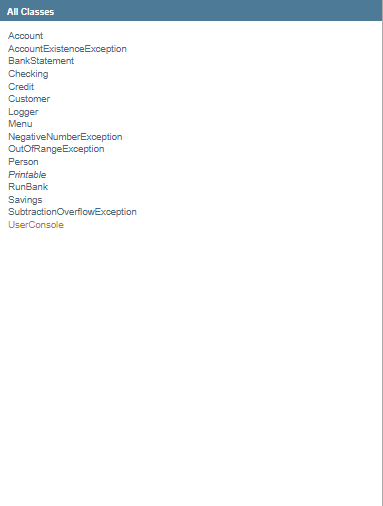 All Classes
Account
AccountExistenceException
BankStatement
Checking
Credit
Customer
Logger
Menu
NegativeNumberException
OutOfRangeException
Person
Printable
RunBank
Savings
SubtractionOverflowException
UserConsole